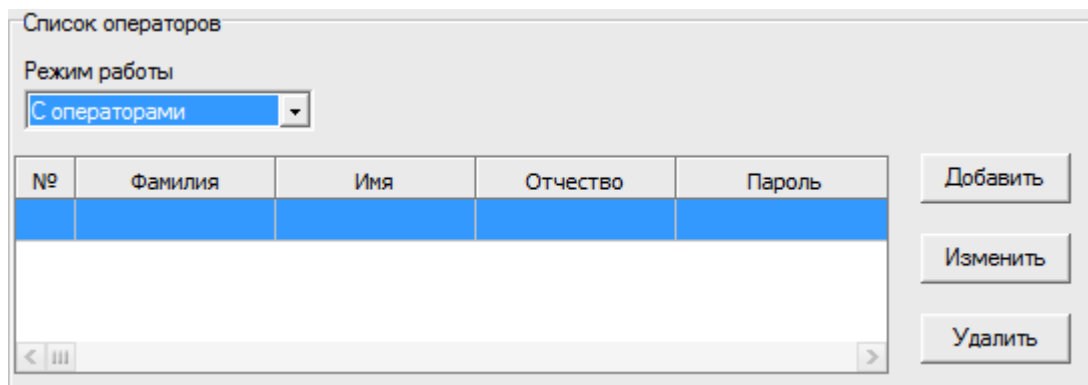 Список операторов
Режим работы
С операторами
№ Фамилия Имя Отчество Пароль
Добавить
Изменить
Удалить